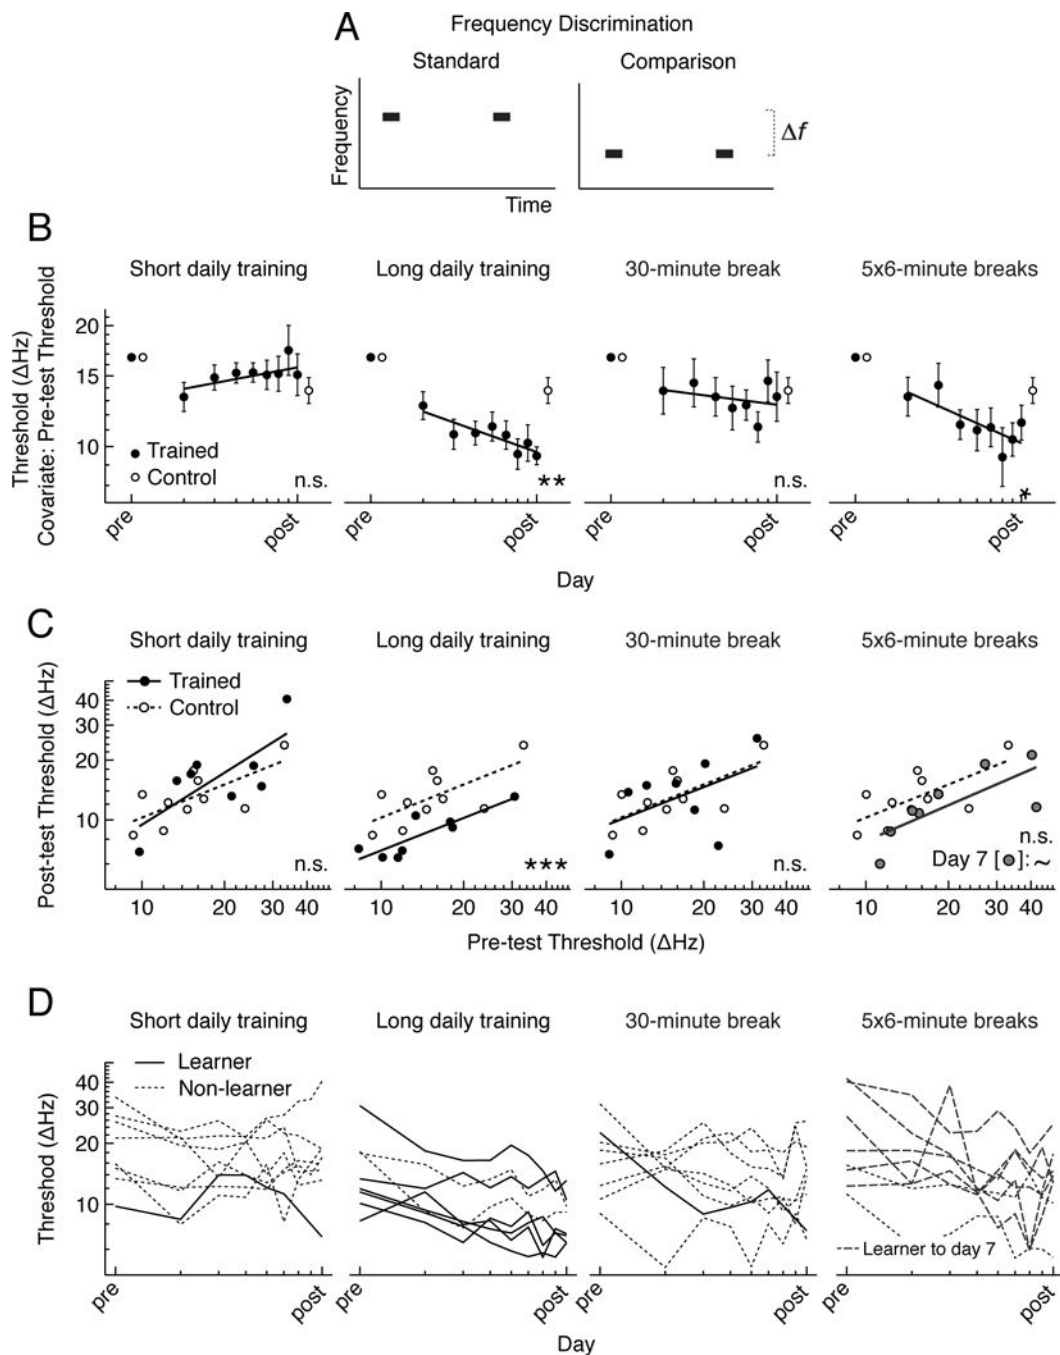 A
Frequency Discrimination
Standard
Comparison
Frequency
Time
Δf
B
Short daily training
Long daily training
30-minute break
5x6-minute breaks
Threshold (ΔHz)
Covariate: Pre-test Threshold
20
15
10
Trained
Control
n.s.
**
n.s.
*
pre
post
pre
post
pre
post
pre
post
Day
C
Short daily training
Long daily training
30-minute break
5x6-minute breaks
Post-test Threshold (ΔHz)
40
30
20
10
Trained
Control
n.s.
***
n.s.
n.s.
Day 7 [ ]: ~
10 20 30 40
10 20 30 40
10 20 30 40
10 20 30 40
Pre-test Threshold (ΔHz)
D
Short daily training
Long daily training
30-minute break
5x6-minute breaks
Threshod (ΔHz)
40
30
20
10
Learner
Non-learner
Learner to day 7
pre
post
pre
post
pre
post
pre
post
Day